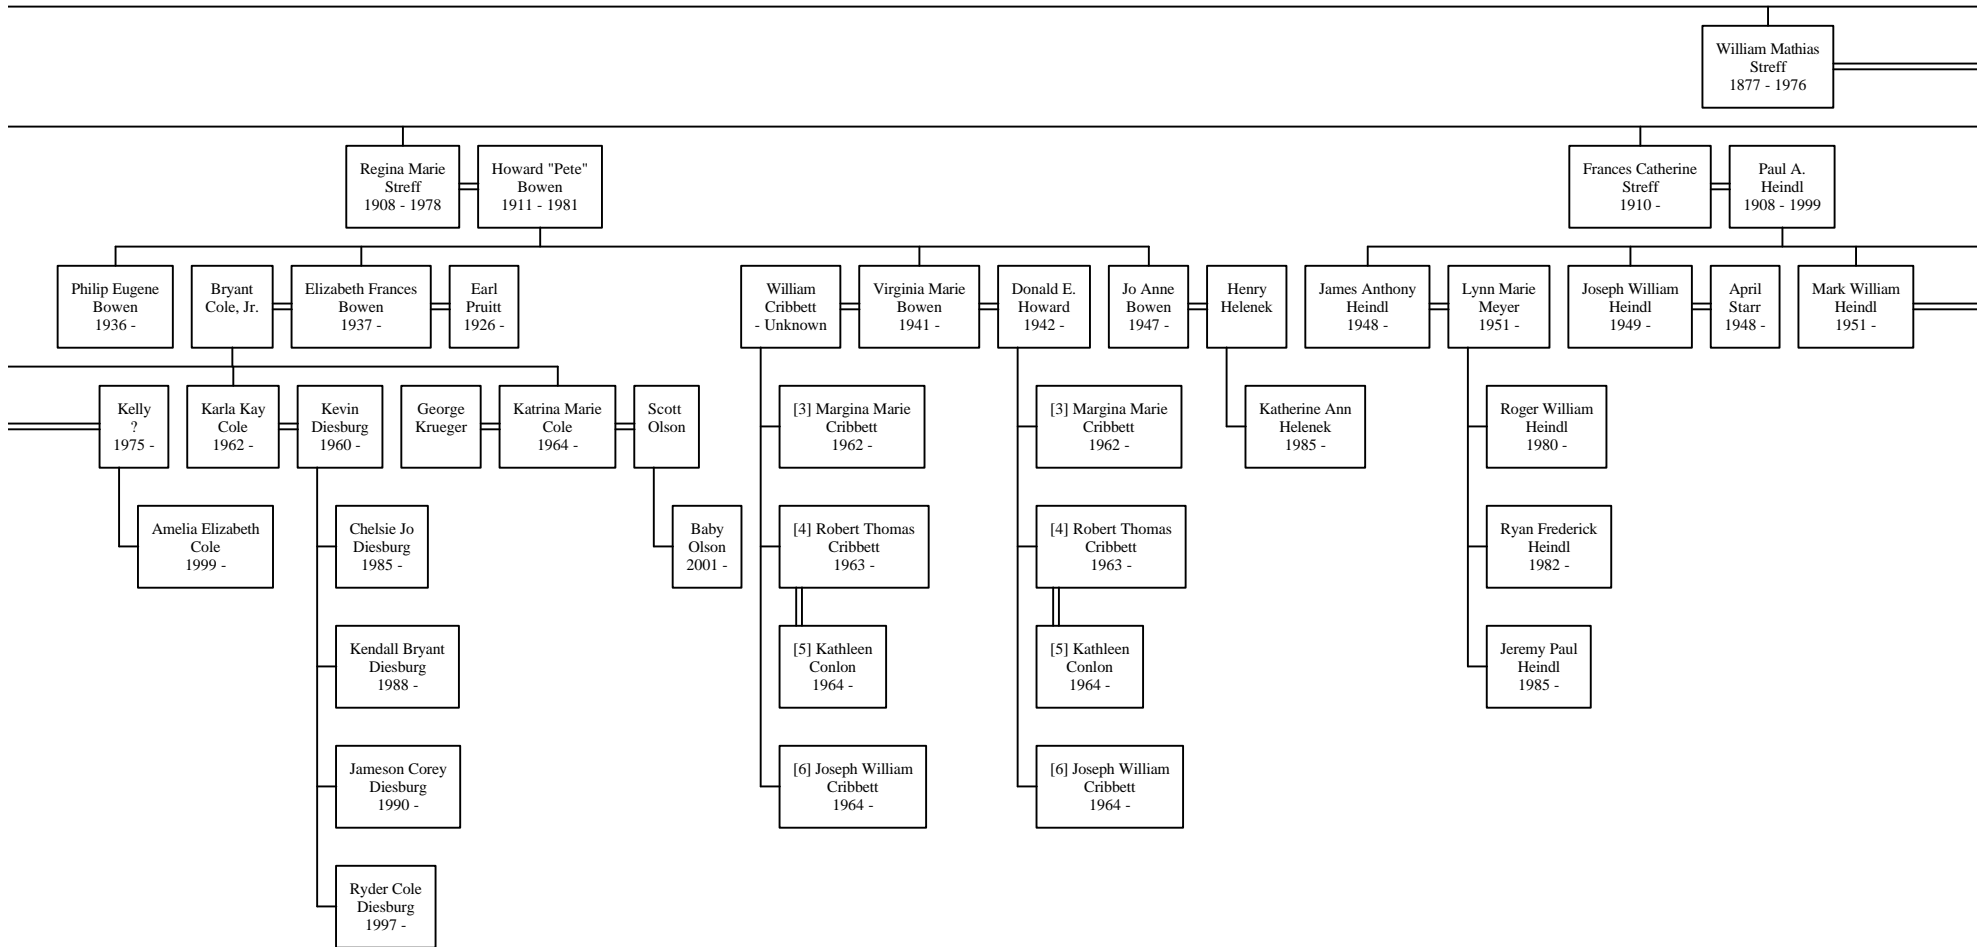 William Mathias
Streff
1877 - 1976
Regina Marie
Streff
1908 - 1978
Howard "Pete"
Bowen
1911 - 1981
Frances Catherine
Streff
1910 -
Paul A.
Heindl
1908 - 1999
Philip Eugene
Bowen
1936 -
Bryant
Cole, Jr.
Elizabeth Frances
Bowen
1937 -
Earl
Pruitt
1926 -
William
Cribbett
- Unknown
Virginia Marie
Bowen
1941 -
Donald E.
Howard
1942 -
Jo Anne
Bowen
1947 -
Henry
Helenek
James Anthony
Heindl
1948 -
Lynn Marie
Meyer
1951 -
Joseph William
Heindl
1949 -
April
Starr
1948 -
Mark William
Heindl
1951 -
Kelly
?
1975 -
Karla Kay
Cole
1962 -
Kevin
Diesburg
1960 -
George
Krueger
Katrina Marie
Cole
1964 -
Scott
Olson
[3] Margina Marie
Cribbett
1962 -
[3] Margina Marie
Cribbett
1962 -
Katherine Ann
Helenek
1985 -
Roger William
Heindl
1980 -
Amelia Elizabeth
Cole
1999 -
Chelsie Jo
Diesburg
1985 -
Baby
Olson
2001 -
[4] Robert Thomas
Cribbett
1963 -
[4] Robert Thomas
Cribbett
1963 -
Ryan Frederick
Heindl
1982 -
Kendall Bryant
Diesburg
1988 -
[5] Kathleen
Conlon
1964 -
[5] Kathleen
Conlon
1964 -
Jeremy Paul
Heindl
1985 -
Jameson Corey
Diesburg
1990 -
[6] Joseph William
Cribbett
1964 -
[6] Joseph William
Cribbett
1964 -
Ryder Cole
Diesburg
1997 -